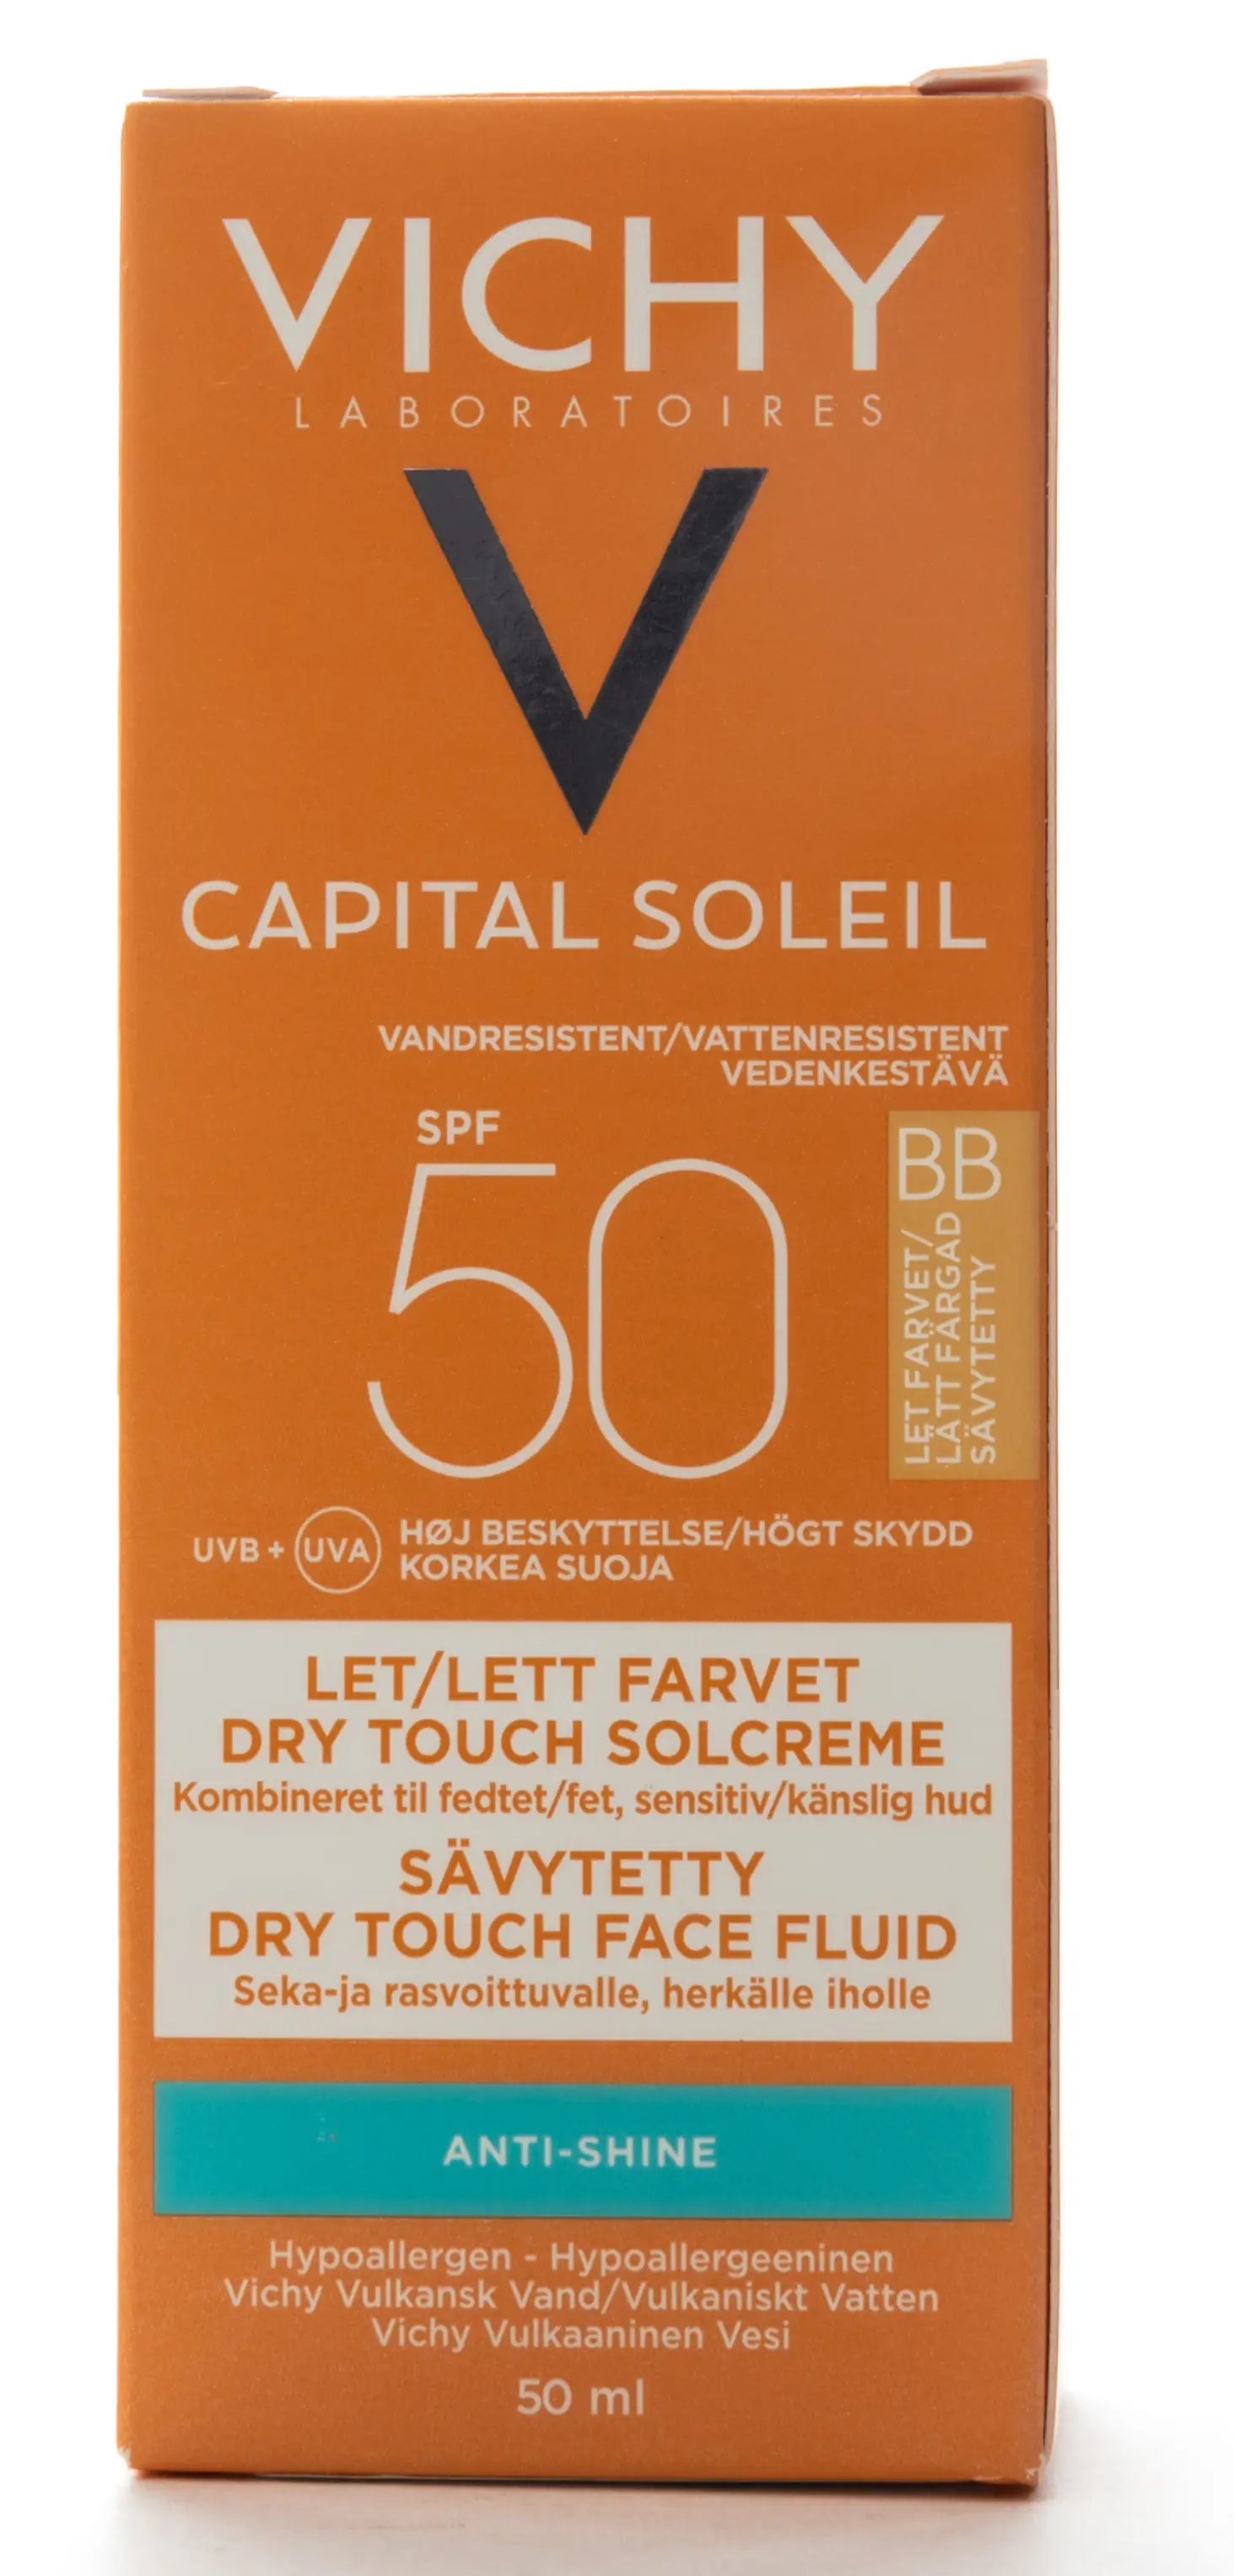 VICHY
LABORATOIRES
V
CAPITAL SOLEIL
VANDRESISTENT/VATTENRESISTENT
VEDENKESTÄVÄ
SPF
50
BB
LET FARVET/
LÄTT FÄRGAD
SÄVYTETTY
UVB + UVA
HØJ BESKYTTELSE/HÖGT SKYDD
KORKEA SUOJA
LET/LETT FARVET
DRY TOUCH SOLCREME
Kombineret til fedtet/fet, sensitiv/känslig hud
SÄVYTETTY
DRY TOUCH FACE FLUID
Seka-ja rasvoittuvalle, herkälle iholle
ANTI-SHINE
Hypoallergen - Hypoallergeeninen
Vichy Vulkansk Vand/Vulkaniskt Vatten
Vichy Vulkaaninen Vesi
50 ml